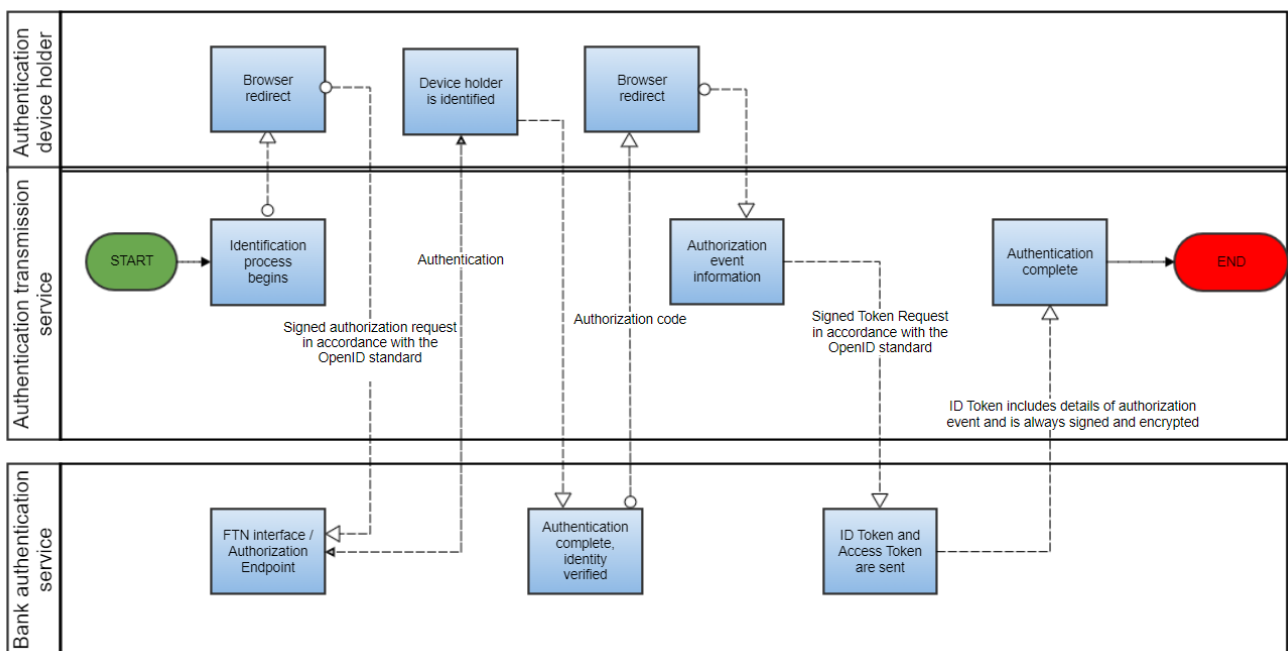 Authentication
device holder
Browser
redirect
Device holder
is identified
Browser
redirect
Authentication transmission
service
START
Identification
process
begins
Authentication
Signed authorization request
in accordance with the
OpenID standard
Authorization code
Authorization
event
information
Signed Token Request
in accordance with the
OpenID standard
Authentication
complete
END
ID Token includes details of authorization
event and is always signed and encrypted
Bank authentication
service
FTN interface /
Authorization
Endpoint
Authentication
complete,
identity
verified
ID Token and
Access Token
are sent